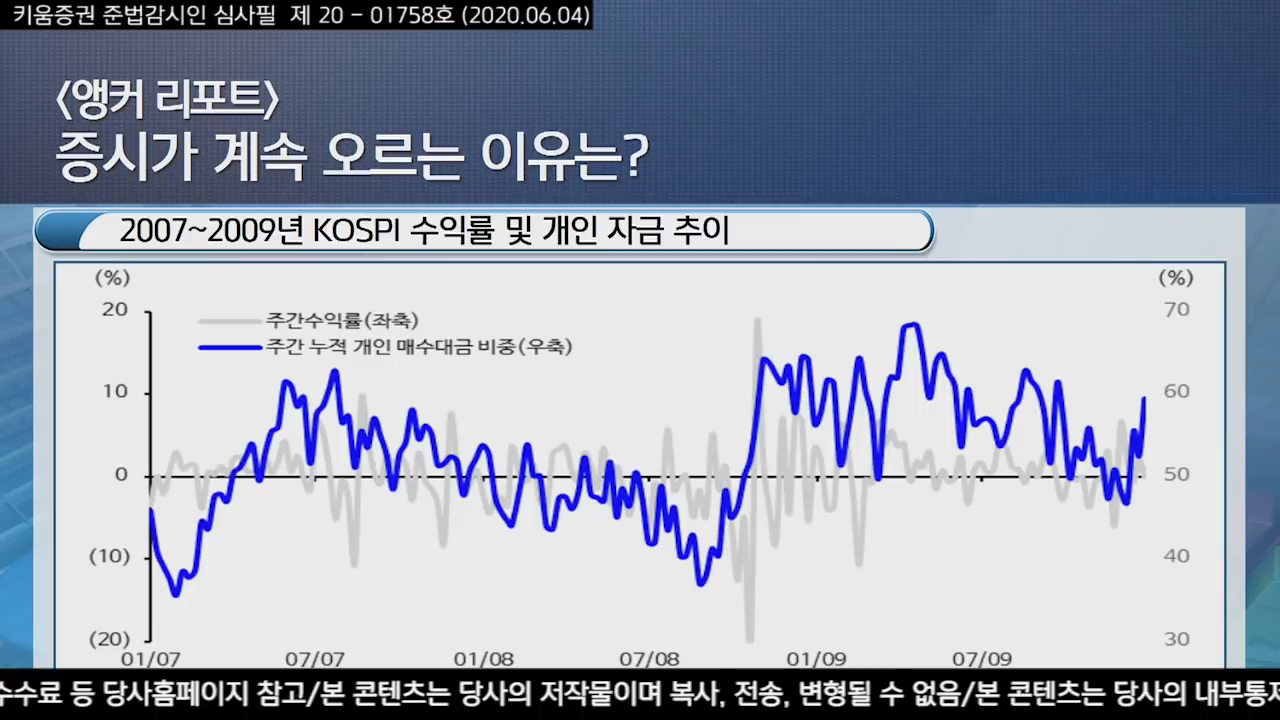 키움증권 준법감시인 심사필 제 20 - 01758호 (2020.06.04)
<앵커 리포트>
증시가 계속 오르는 이유는?
2007~2009년 KOSPI 수익률 및 개인 자금 추이
(%) (%)
20 70
주간수익률(좌축)
주간 누적 개인 매수대금 비중(우축)
10 60
0 50
(10) 40
(20) 30
01/07 07/07 01/08 07/08 01/09 07/09
수수료 등 당사홈페이지 참고/본 콘텐츠는 당사의 저작물이며 복사, 전송, 변형될 수 없음/본 콘텐츠는 당사의 내부통제